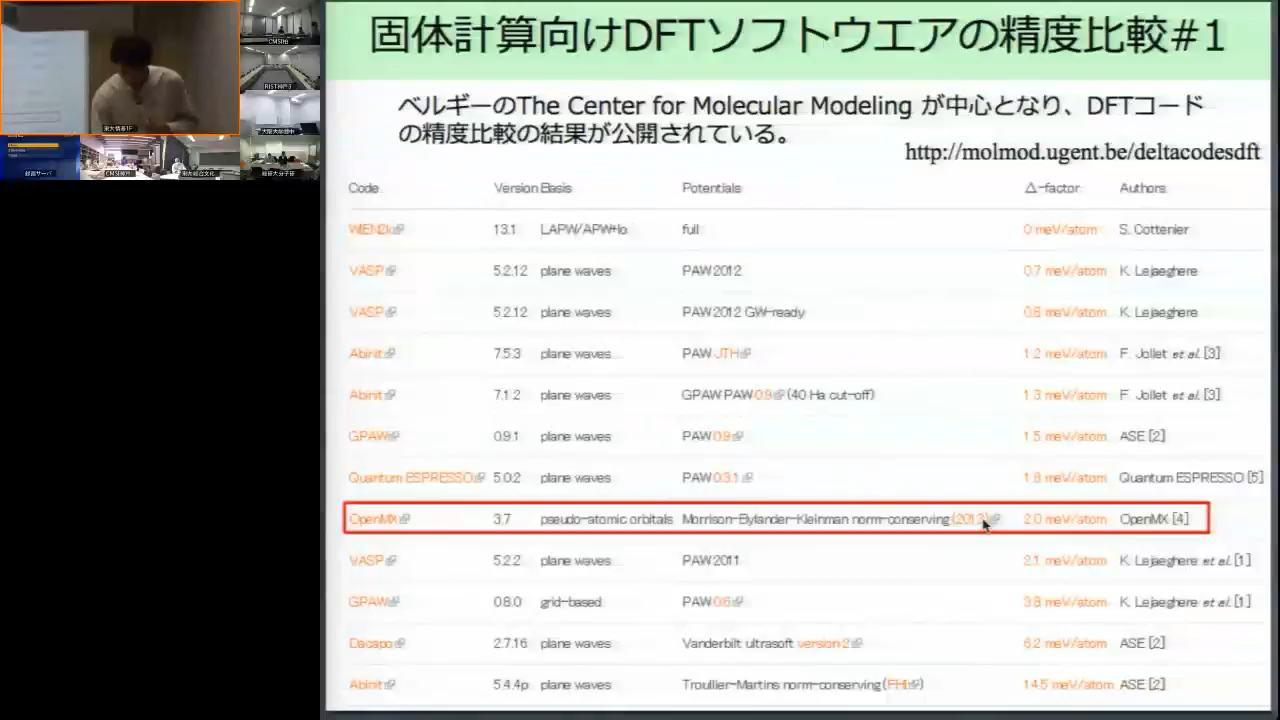 固体計算向けDFTソフトウエアの精度比較#1
ベルギーのThe Center for Molecular Modeling が中心となり、DFTコード
の精度比較の結果が公開されている。
http://molmod.ugent.be/deltacodesdft
Code Version Basis Potentials Δ-factor Authors
WIEN2k 13.1 LAPW/APW+lo full 0 meV/atom S. Cottenier
VASP 5.2.12 plane waves PAW 2012 0.7 meV/atom K. Lejaeghere
VASP 5.2.12 plane waves PAW 2012 GW-ready 0.8 meV/atom K. Lejaeghere
Abinit 7.5.3 plane waves PAW JTH 1.2 meV/atom F. Jollet et al. [3]
Abinit 7.1.2 plane waves GPAW PAW 0.9 (40 Ha cut-off) 1.3 meV/atom F. Jollet et al. [3]
GPAW 0.9.1 plane waves PAW 0.9 1.5 meV/atom ASE [2]
Quantum ESPRESSO 5.0.2 plane waves PAW 0.3.1 1.8 meV/atom Quantum ESPRESSO [5]
OpenMX 3.7 pseudo-atomic orbitals Morrison-Bylander-Kleinman norm-conserving (2013) 2.0 meV/atom OpenMX [4]
VASP 5.2.2 plane waves PAW 2011 2.1 meV/atom K. Lejaeghere et al. [1]
GPAW 0.8.0 grid-based PAW 0.6 3.8 meV/atom K. Lejaeghere et al. [1]
Dacapo 2.7.16 plane waves Vanderbilt ultrasoft version 2 6.2 meV/atom ASE [2]
Abinit 5.4.4p plane waves Troullier-Martins norm-conserving (FHI) 14.5 meV/atom ASE [2]